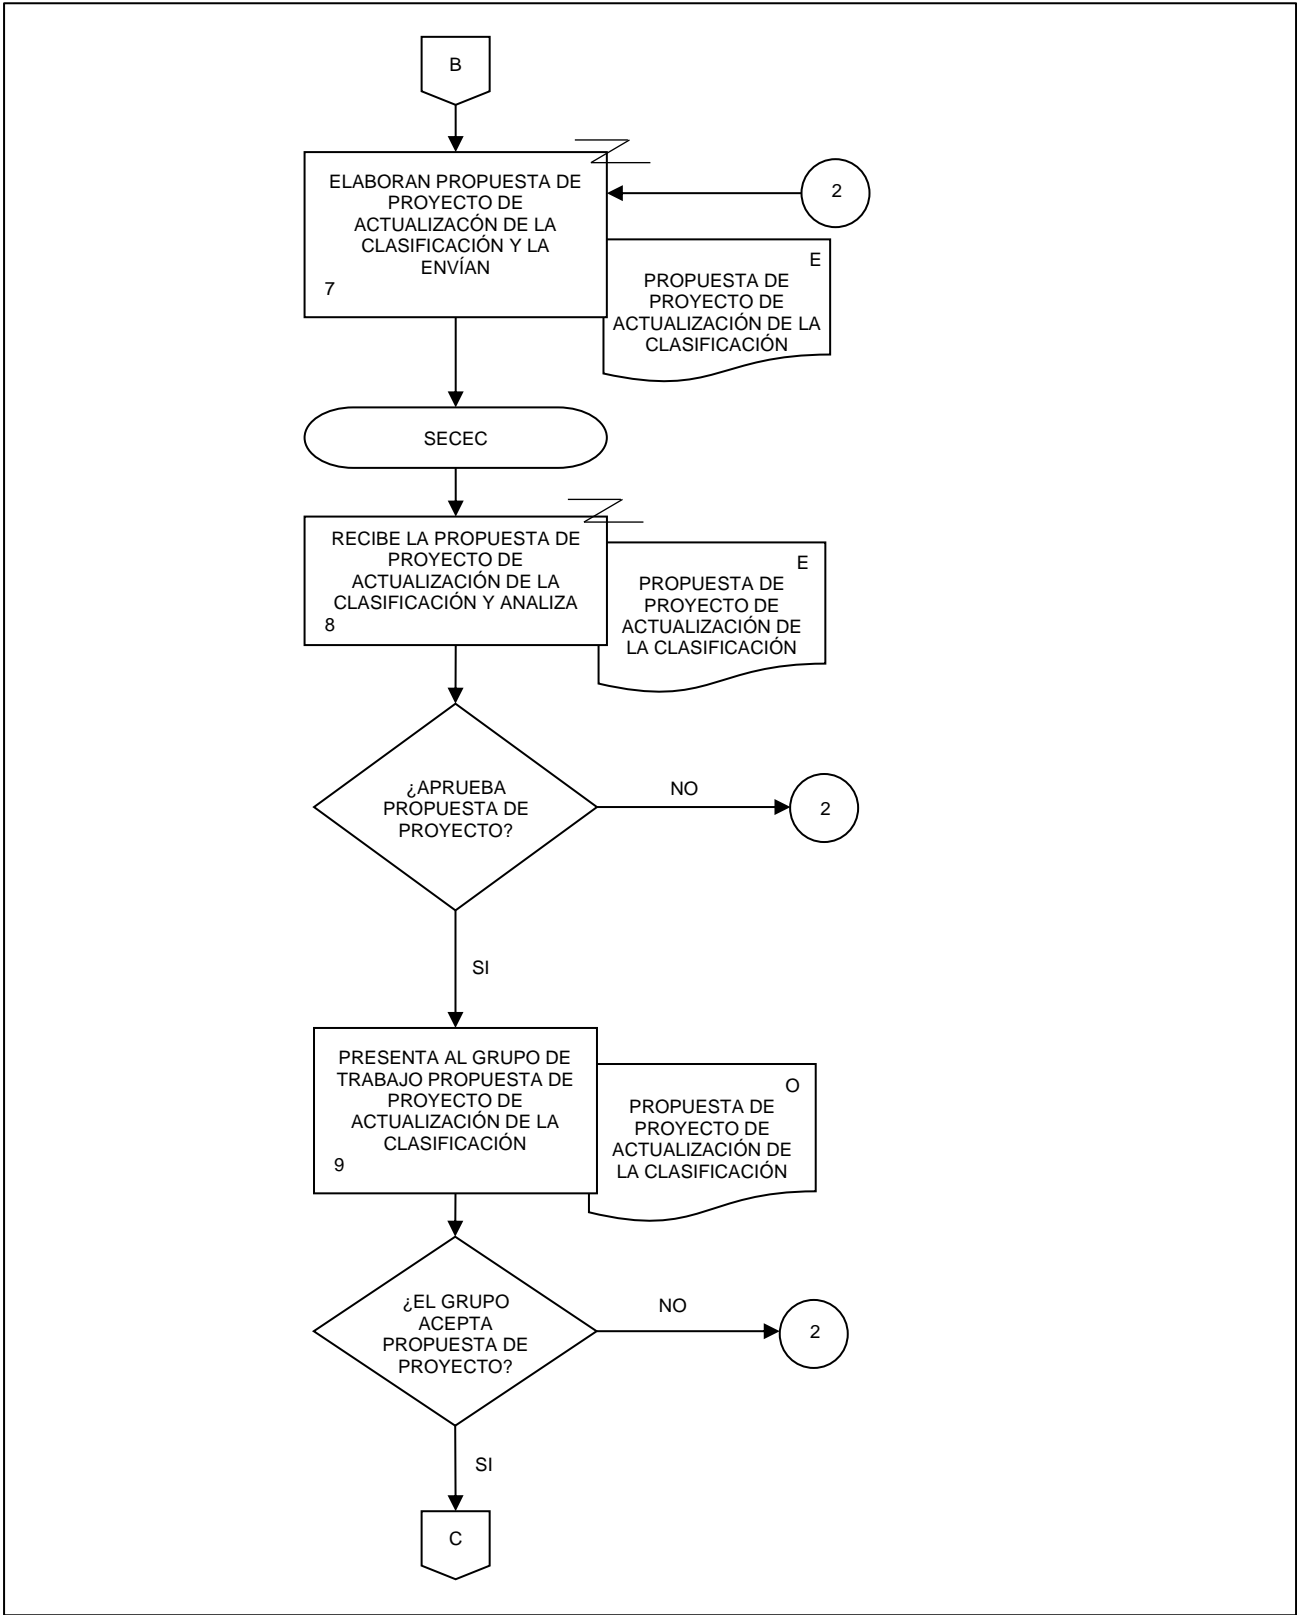 B
ELABORAN PROPUESTA DE
PROYECTO DE
ACTUALIZACÓN DE LA
CLASIFICACIÓN Y LA
ENVÍAN
7
2
E
PROPUESTA DE
PROYECTO DE
ACTUALIZACIÓN DE LA
CLASIFICACIÓN
SECEC
RECIBE LA PROPUESTA DE
PROYECTO DE
ACTUALIZACIÓN DE LA
CLASIFICACIÓN Y ANALIZA
8
E
PROPUESTA DE
PROYECTO DE
ACTUALIZACIÓN DE
LA CLASIFICACIÓN
¿APRUEBA
PROPUESTA DE
PROYECTO?
NO
2
SI
PRESENTA AL GRUPO DE
TRABAJO PROPUESTA DE
PROYECTO DE
ACTUALIZACIÓN DE LA
CLASIFICACIÓN
9
O
PROPUESTA DE
PROYECTO DE
ACTUALIZACIÓN DE
LA CLASIFICACIÓN
¿EL GRUPO
ACEPTA
PROPUESTA DE
PROYECTO?
NO
2
SI
C